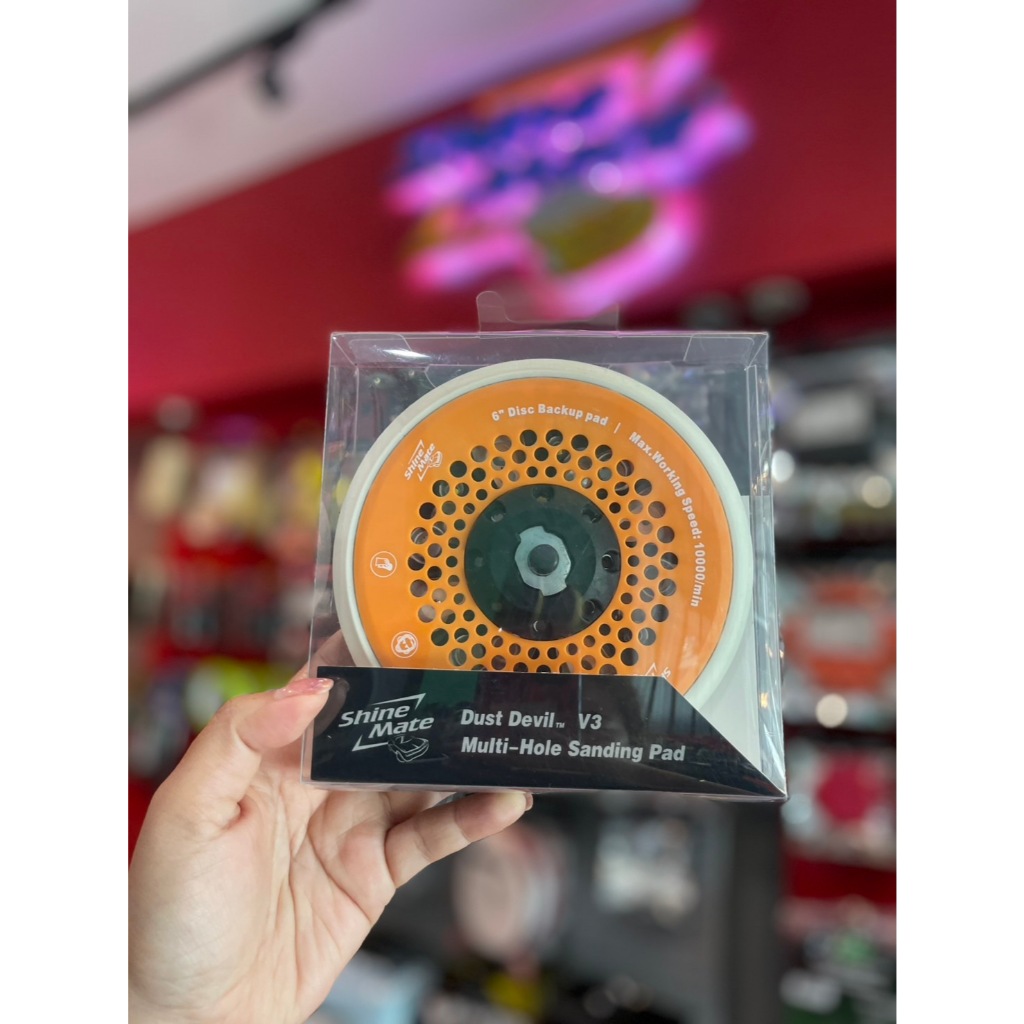 6" Disc Backup pad | Max.Working Speed: 10000/min
Shine
Mate
Shine
Mate
Dust Devil™ V3
Multi-Hole Sanding Pad